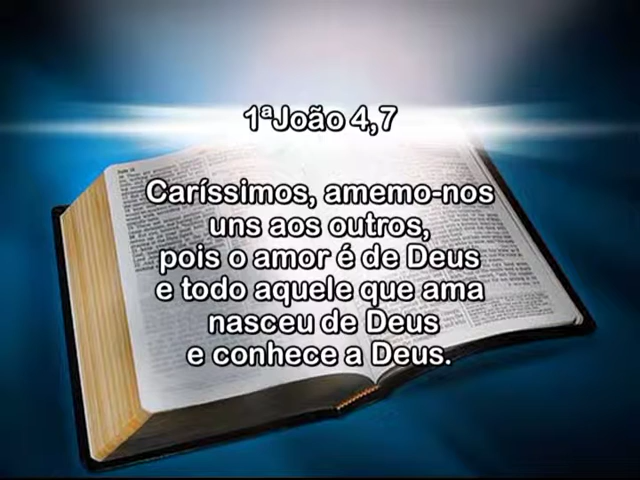 1ªJoão 4,7
Caríssimos, amemo-nos
uns aos outros,
pois o amor é de Deus
e todo aquele que ama
nasceu de Deus
e conhece a Deus.